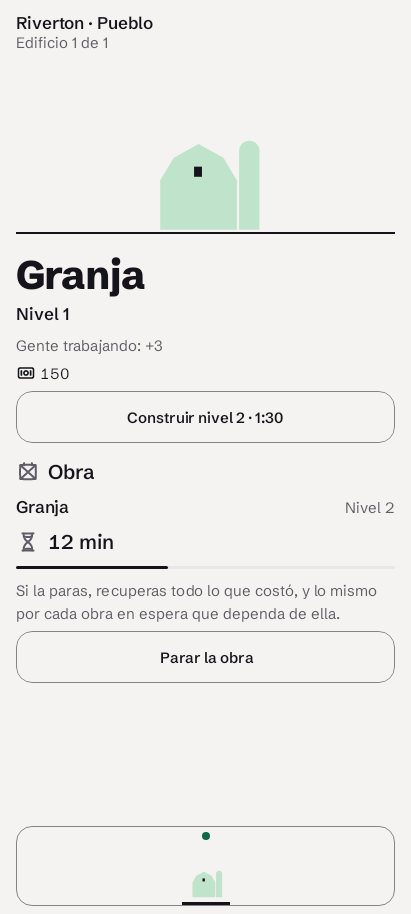 Riverton · Pueblo
Edificio 1 de 1
Granja
Nivel 1
Gente trabajando: +3
150
Construir nivel 2 · 1:30
Obra
Granja Nivel 2
12 min
Si la paras, recuperas todo lo que costó, y lo mismo
por cada obra en espera que dependa de ella.
Parar la obra